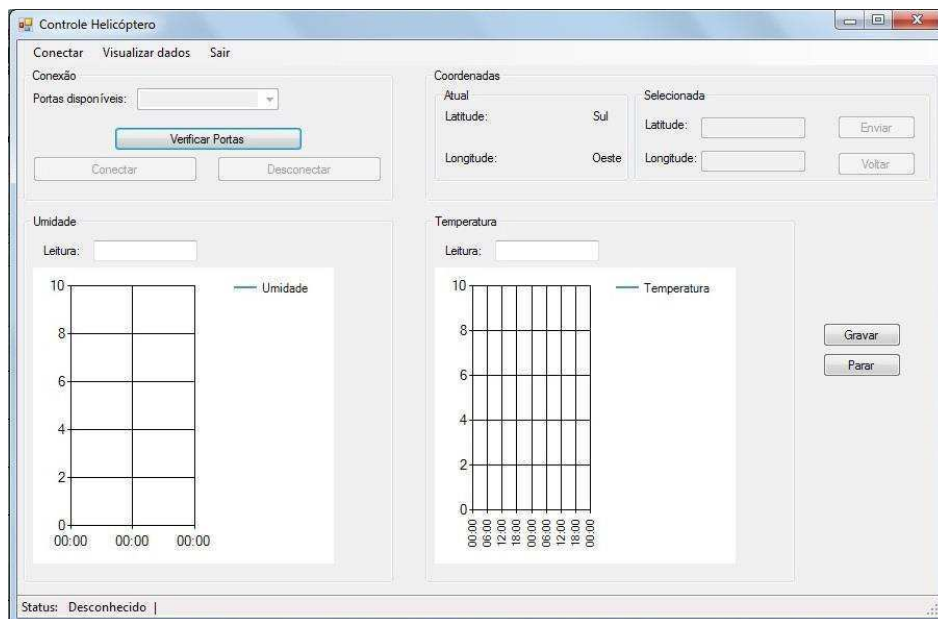 Controle Helicóptero
Conectar Visualizar dados Sair
Conexão
Portas disponíveis:
Verificar Portas
Conectar Desconectar
Coordenadas
Atual
Latitude: Sul
Longitude: Oeste
Selecionada
Latitude: Enviar
Longitude: Voltar
Umidade
Leitura:
Umidade
10
8
6
4
2
0
00:00 00:00 00:00
Temperatura
Leitura:
Temperatura
10
8
6
4
2
0
00:00 06:00 12:00 18:00 00:00 06:00 12:00 18:00 00:00
Gravar
Parar
Status: Desconhecido |